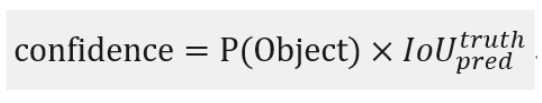 confidence = P(Object) × IoU^{truth}_{pred} .